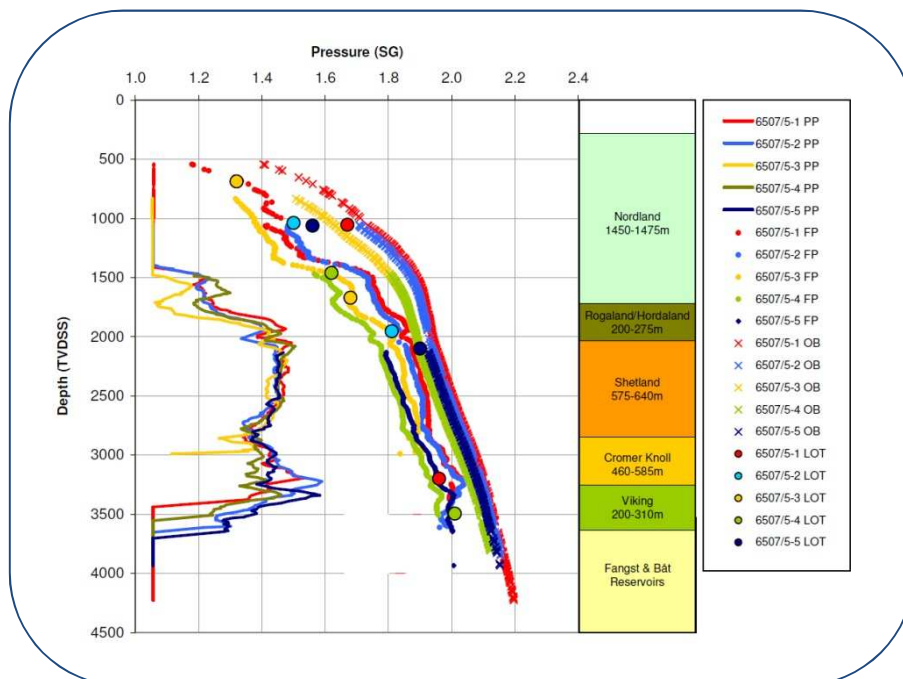 Pressure (SG)
1.0 1.2 1.4 1.6 1.8 2.0 2.2 2.4
Depth (TVDSS)
0
500
1000
1500
2000
2500
3000
3500
4000
4500
Nordland
1450-1475m
Rogaland/Hordaland
200-275m
Shetland
575-640m
Cromer Knoll
460-585m
Viking
200-310m
Fangst & Båt
Reservoirs
6507/5-1 PP
6507/5-2 PP
6507/5-3 PP
6507/5-4 PP
6507/5-5 PP
6507/5-1 FP
6507/5-2 FP
6507/5-3 FP
6507/5-4 FP
6507/5-5 FP
6507/5-1 OB
6507/5-2 OB
6507/5-3 OB
6507/5-4 OB
6507/5-5 OB
6507/5-1 LOT
6507/5-2 LOT
6507/5-3 LOT
6507/5-4 LOT
6507/5-5 LOT